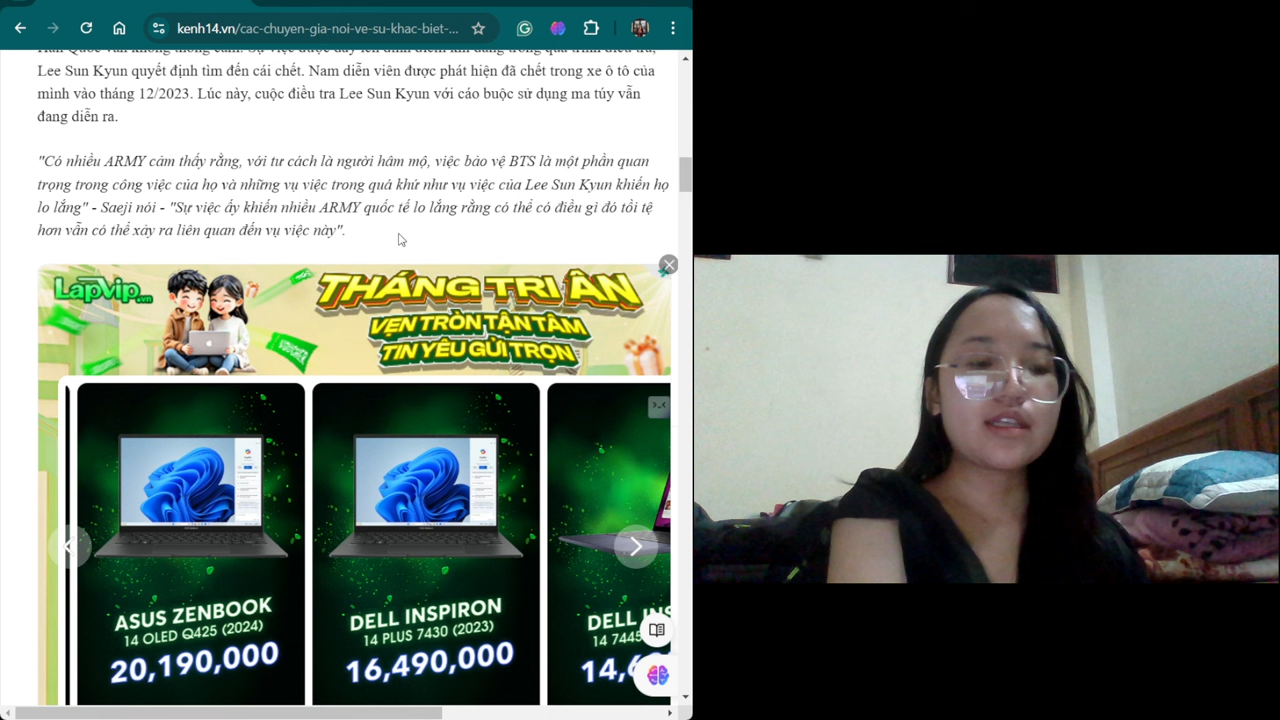 kenh14.vn/cac-chuyen-gia-noi-ve-su-khac-biet-...
Lee Sun Kyun quyết định tìm đến cái chết. Nam diễn viên được phát hiện đã chết trong xe ô tô của
mình vào tháng 12/2023. Lúc này, cuộc điều tra Lee Sun Kyun với cáo buộc sử dụng ma túy vẫn
đang diễn ra.
"Có nhiều ARMY cảm thấy rằng, với tư cách là người hâm mộ, việc bảo vệ BTS là một phần quan
trọng trong công việc của họ và những vụ việc trong quá khứ như vụ việc của Lee Sun Kyun khiến họ
lo lắng" - Saeji nói - "Sự việc ấy khiến nhiều ARMY quốc tế lo lắng rằng có thể có điều gì đó tồi tệ
hơn vẫn có thể xảy ra liên quan đến vụ việc này".
LapVip.vn
THÁNG TRI ÂN
VẸN TRÒN TẬN TÂM
TIN YÊU GỬI TRỌN
ASUS ZENBOOK
14 OLED Q425 (2024)
20,190,000
DELL INSPIRON
14 PLUS 7430 (2023)
16,490,000
DELL INS
14 7445
14,6